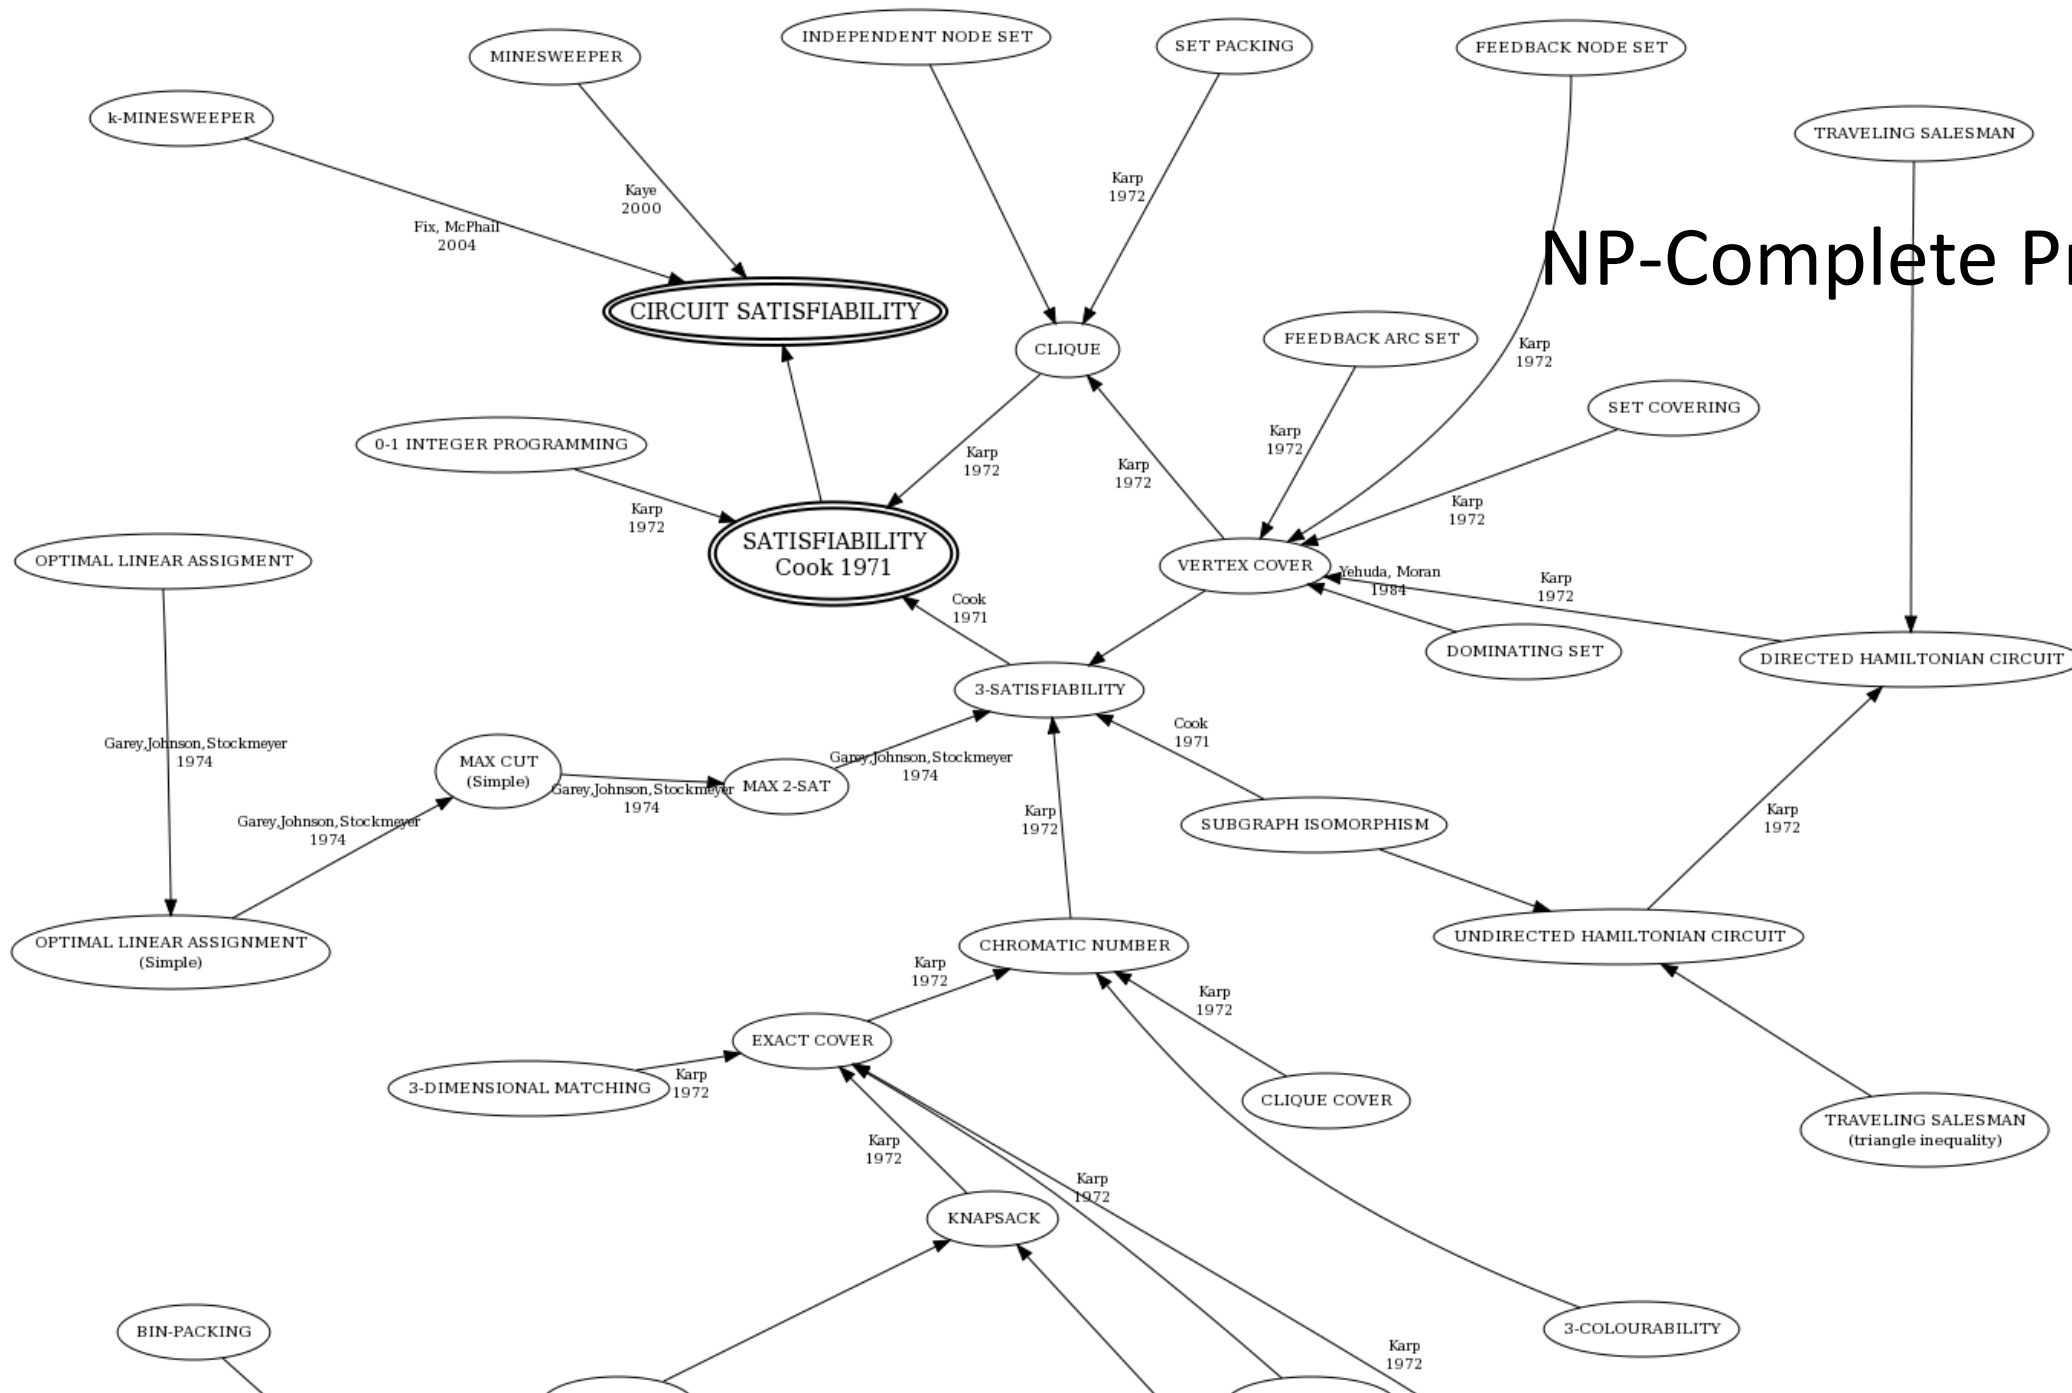 INDEPENDENT NODE SET
SET PACKING
FEEDBACK NODE SET
MINESWEEPER
k-MINESWEEPER
TRAVELING SALESMAN
Karp
1972
Kaye
2000
Fix, McPhail
2004
NP-Complete Pr
CIRCUIT SATISFIABILITY
CLIQUE
FEEDBACK ARC SET
Karp
1972
SET COVERING
0-1 INTEGER PROGRAMMING
Karp
1972
Karp
1972
Karp
1972
Karp
1972
Karp
1972
SATISFIABILITY
Cook 1971
OPTIMAL LINEAR ASSIGMENT
VERTEX COVER
Yehuda, Moran
1984
Karp
1972
Cook
1971
DOMINATING SET
DIRECTED HAMILTONIAN CIRCUIT
3-SATISFIABILITY
Cook
1971
Garey,Johnson,Stockmeyer
1974
MAX CUT
(Simple)
Garey,Johnson,Stockmeyer
1974
MAX 2-SAT
Garey,Johnson,Stockmeyer
1974
Garey,Johnson,Stockmeyer
1974
Karp
1972
SUBGRAPH ISOMORPHISM
Karp
1972
OPTIMAL LINEAR ASSIGNMENT
(Simple)
CHROMATIC NUMBER
UNDIRECTED HAMILTONIAN CIRCUIT
Karp
1972
Karp
1972
EXACT COVER
3-DIMENSIONAL MATCHING
Karp
1972
CLIQUE COVER
TRAVELING SALESMAN
(triangle inequality)
Karp
1972
Karp
1972
KNAPSACK
BIN-PACKING
3-COLOURABILITY
Karp
1972